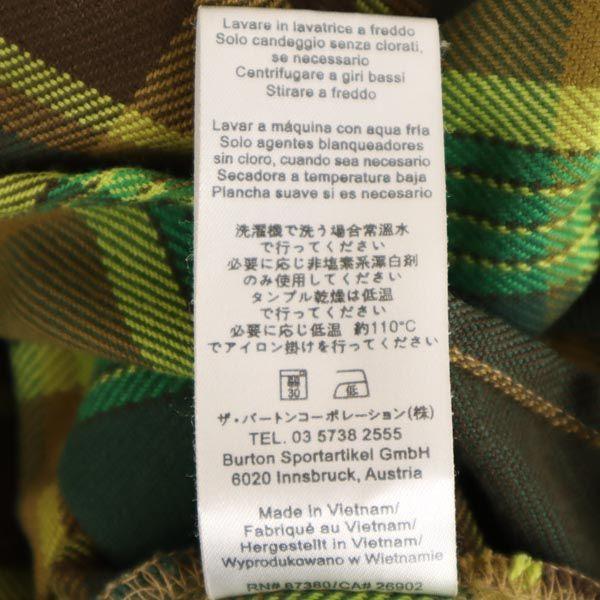 Lavare in lavatrice a freddo
Solo candeggio senza clorati,
se necessario
Centrifugare a giri bassi
Stirare a freddo
Lavar a máquina con aqua fría
Solo agentes blanqueadores
sin cloro, cuando sea necesario
Secadora a temperatura baja
Plancha suave si es necesario
洗濯機で洗う場合常温水
で行ってください
必要に応じ非塩素系漂白剤
のみ使用してください
タンブル乾燥は低温
で行ってください
必要に応じ低温 約110°C
でアイロン掛けを行ってください
30 低
ザ・バートンコーポレーション(株)
TEL. 03 5738 2555
Burton Sportartikel GmbH
6020 Innsbruck, Austria
Made in Vietnam/
Fabriqué au Vietnam/
Hergestellt in Vietnam/
Wyprodukowano w Wietnamie
RN# 87380/CA# 26902